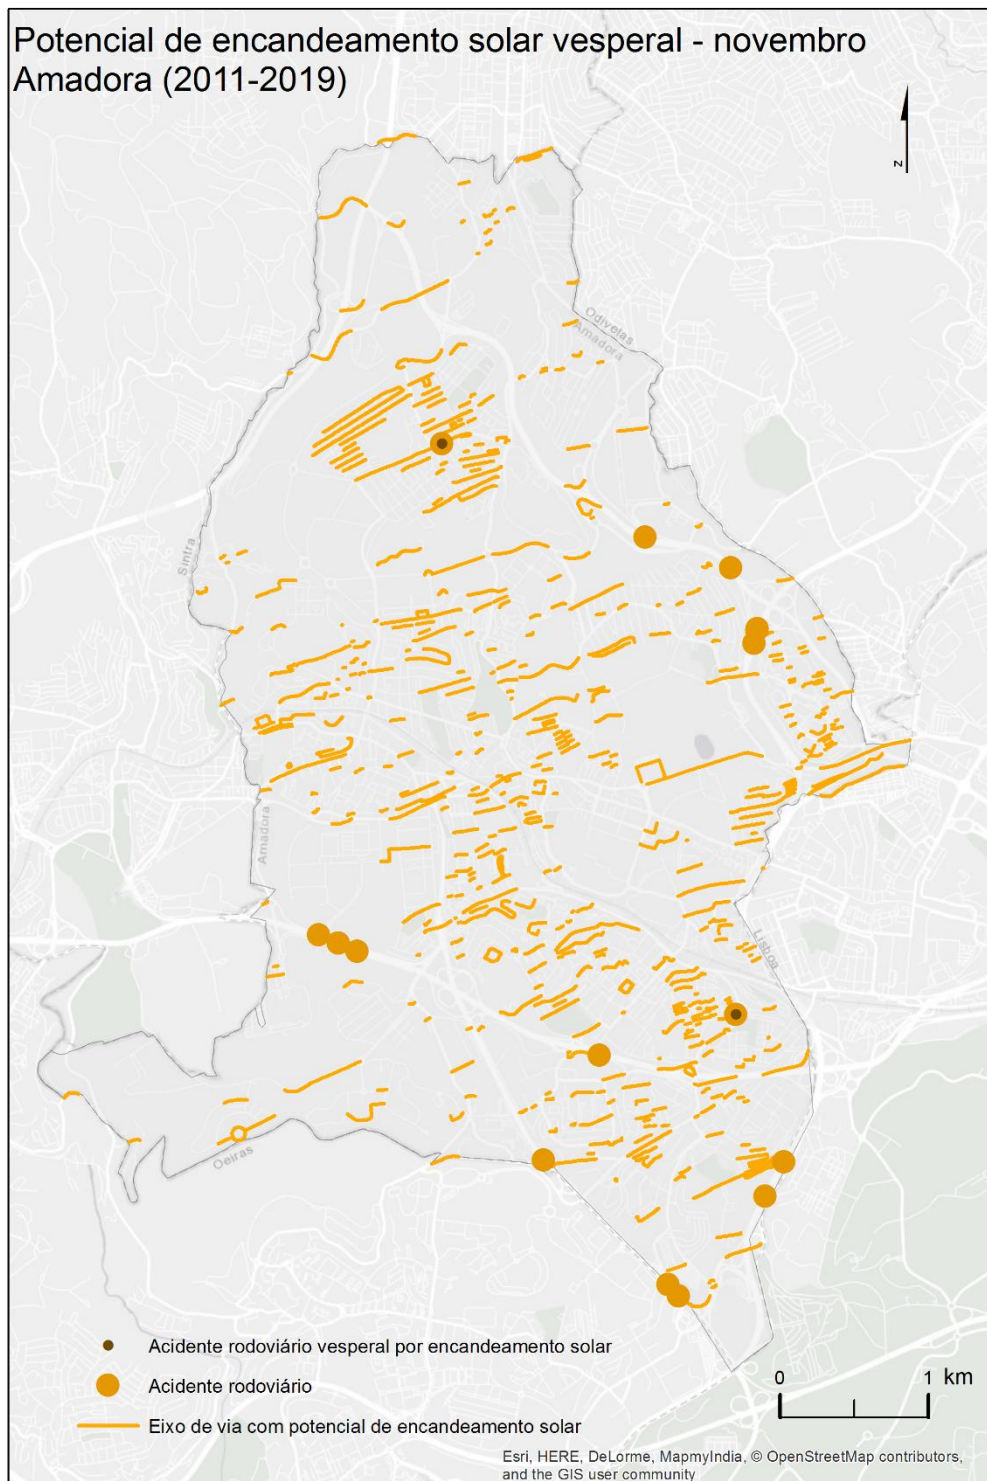 Potencial de encandeamento solar vesperal - novembro
Amadora (2011-2019)
z
Odivelas
Amadora
Sintra
Amadora
Lisboa
Oeiras
Acidente rodoviário vesperal por encandeamento solar
Acidente rodoviário
Eixo de via com potencial de encandeamento solar
0 1 km
Esri, HERE, DeLorme, MapmyIndia, © OpenStreetMap contributors,
and the GIS user community